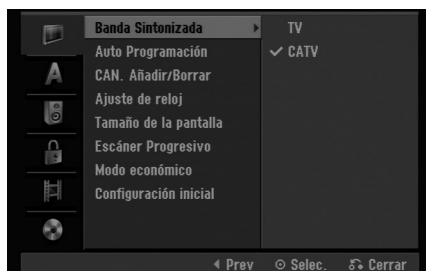 Banda Sintonizada
Auto Programación
CAN. Añadir/Borrar
Ajuste de reloj
Tamaño de la pantalla
Escáner Progresivo
Modo económico
Configuración inicial
TV
CATV
A
Prev Selec. Cerrar